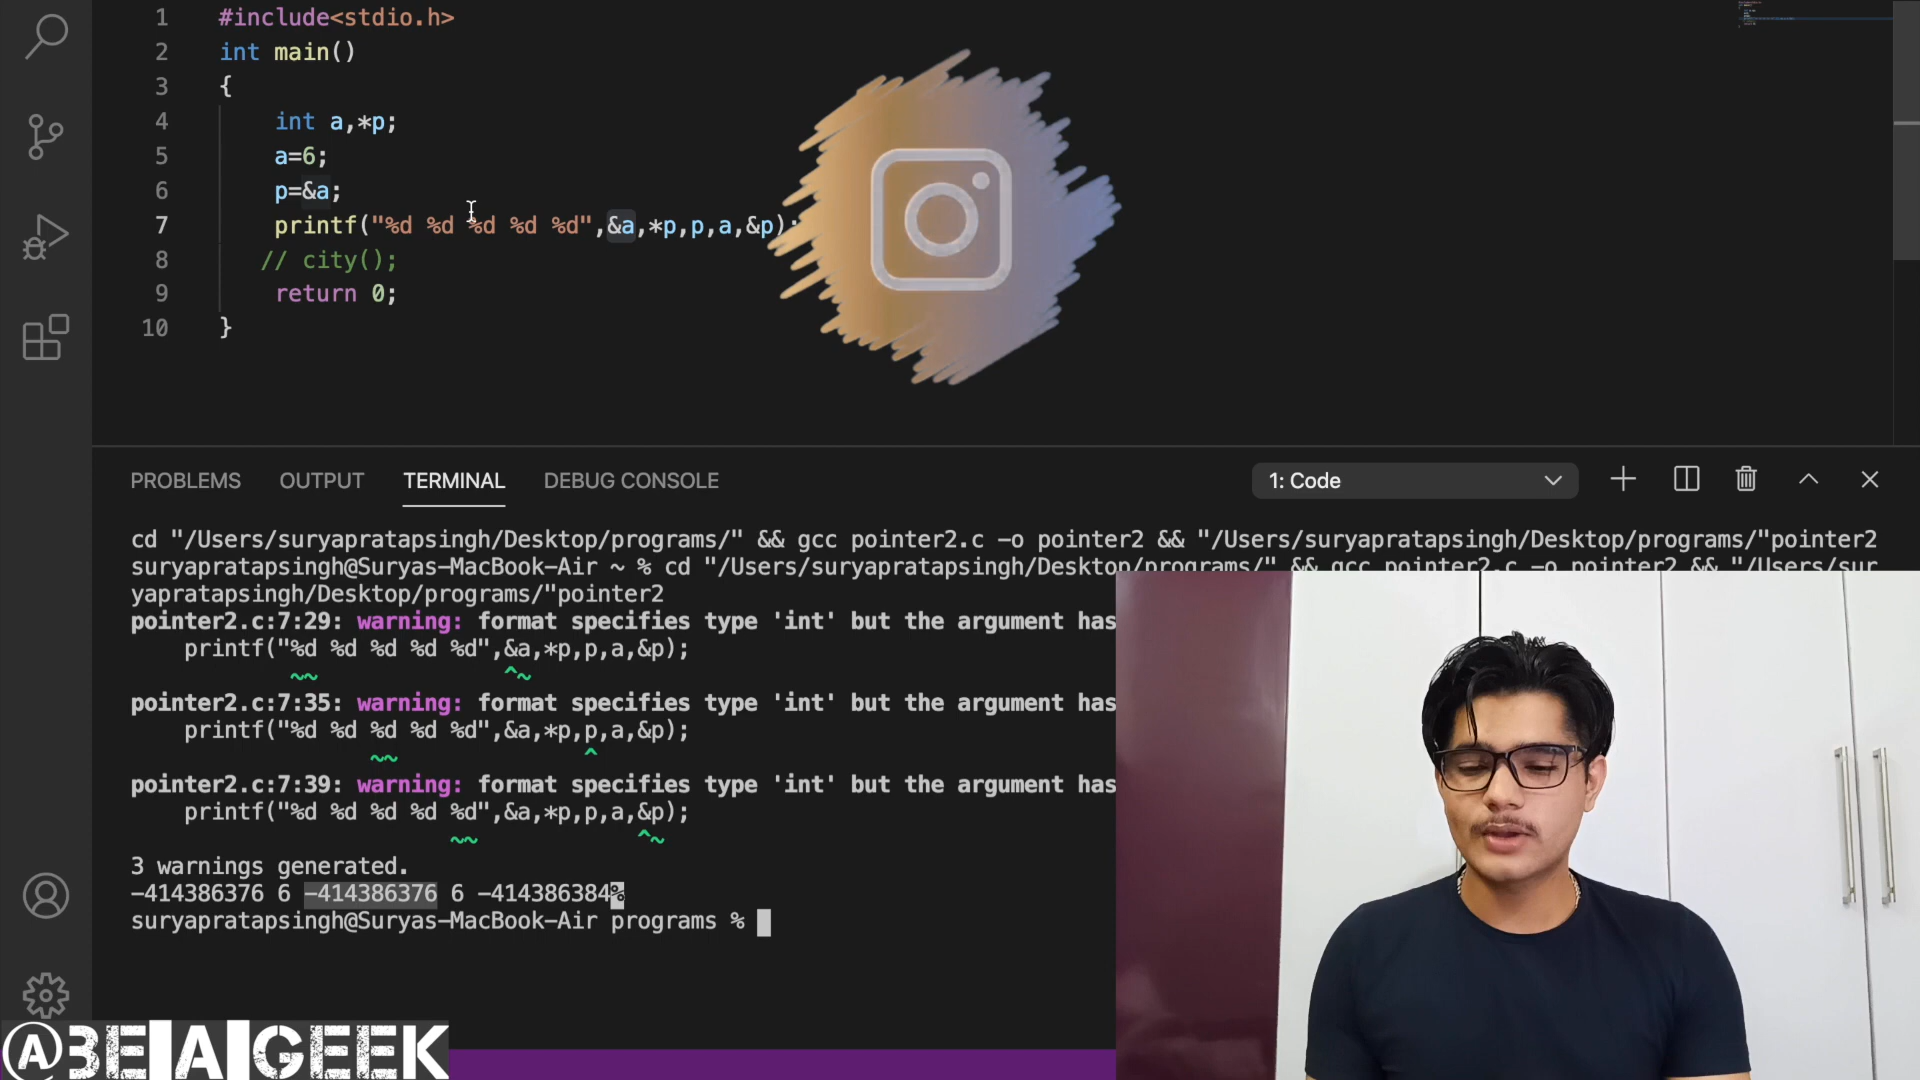 1 #include<stdio.h>
2 int main()
3 {
4 int a,*p;
5 a=6;
6 p=&a;
7 printf("%d %d %d %d %d",&a,*p,p,a,&p);
8 // city();
9 return 0;
10 }
PROBLEMS OUTPUT TERMINAL DEBUG CONSOLE 1: Code
cd "/Users/suryapratapsingh/Desktop/programs/" && gcc pointer2.c -o pointer2 && "/Users/suryapratapsingh/Desktop/programs/"pointer2
suryapratapsingh@Suryas-MacBook-Air ~ % cd "/Users/suryapratapsingh/Desktop/programs/" && gcc pointer2.c -o pointer2 && "/Users/sur
yapratapsingh/Desktop/programs/"pointer2
pointer2.c:7:29: warning: format specifies type 'int' but the argument has
printf("%d %d %d %d %d",&a,*p,p,a,&p);
~~ ^~
pointer2.c:7:35: warning: format specifies type 'int' but the argument has
printf("%d %d %d %d %d",&a,*p,p,a,&p);
~~ ^
pointer2.c:7:39: warning: format specifies type 'int' but the argument has
printf("%d %d %d %d %d",&a,*p,p,a,&p);
~~ ^~
3 warnings generated.
-414386376 6 -414386376 6 -414386384%
suryapratapsingh@Suryas-MacBook-Air programs %
@BE A GEEK